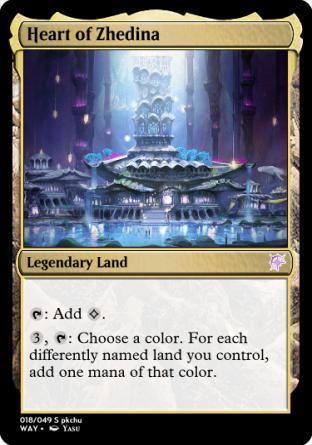 Heart of Zhedina
Legendary Land
: Add .
3, : Choose a color. For each
differently named land you control,
add one mana of that color.
018/049 S pkchu
WAY • Yasu